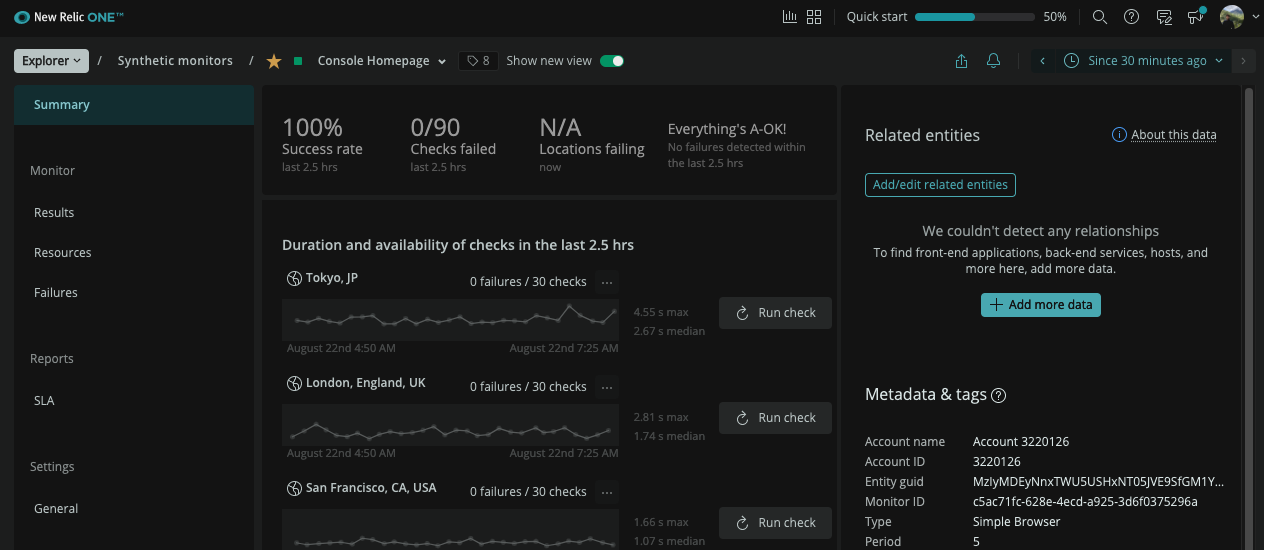 New Relic ONE™
Quick start 50%
Explorer / Synthetic monitors / Console Homepage 8 Show new view
Since 30 minutes ago
Summary
Monitor
Results
Resources
Failures
Reports
SLA
Settings
General
100%
Success rate
last 2.5 hrs
0/90
Checks failed
last 2.5 hrs
N/A
Locations failing
now
Everything's A-OK!
No failures detected within
the last 2.5 hrs
Duration and availability of checks in the last 2.5 hrs
Tokyo, JP
0 failures / 30 checks ...
4.55 s max
2.67 s median
Run check
August 22nd 4:50 AM August 22nd 7:25 AM
London, England, UK
0 failures / 30 checks ...
2.81 s max
1.74 s median
Run check
August 22nd 4:50 AM August 22nd 7:25 AM
San Francisco, CA, USA
0 failures / 30 checks ...
1.66 s max
1.07 s median
Run check
Related entities
About this data
Add/edit related entities
We couldn't detect any relationships
To find front-end applications, back-end services, hosts, and
more here, add more data.
Add more data
Metadata & tags
Account name Account 3220126
Account ID 3220126
Entity guid MzIyMDEyNnxTWU5USHxNT05JVE9SfGM1Y...
Monitor ID c5ac71fc-628e-4ecd-a925-3d6f0375296a
Type Simple Browser
Period 5